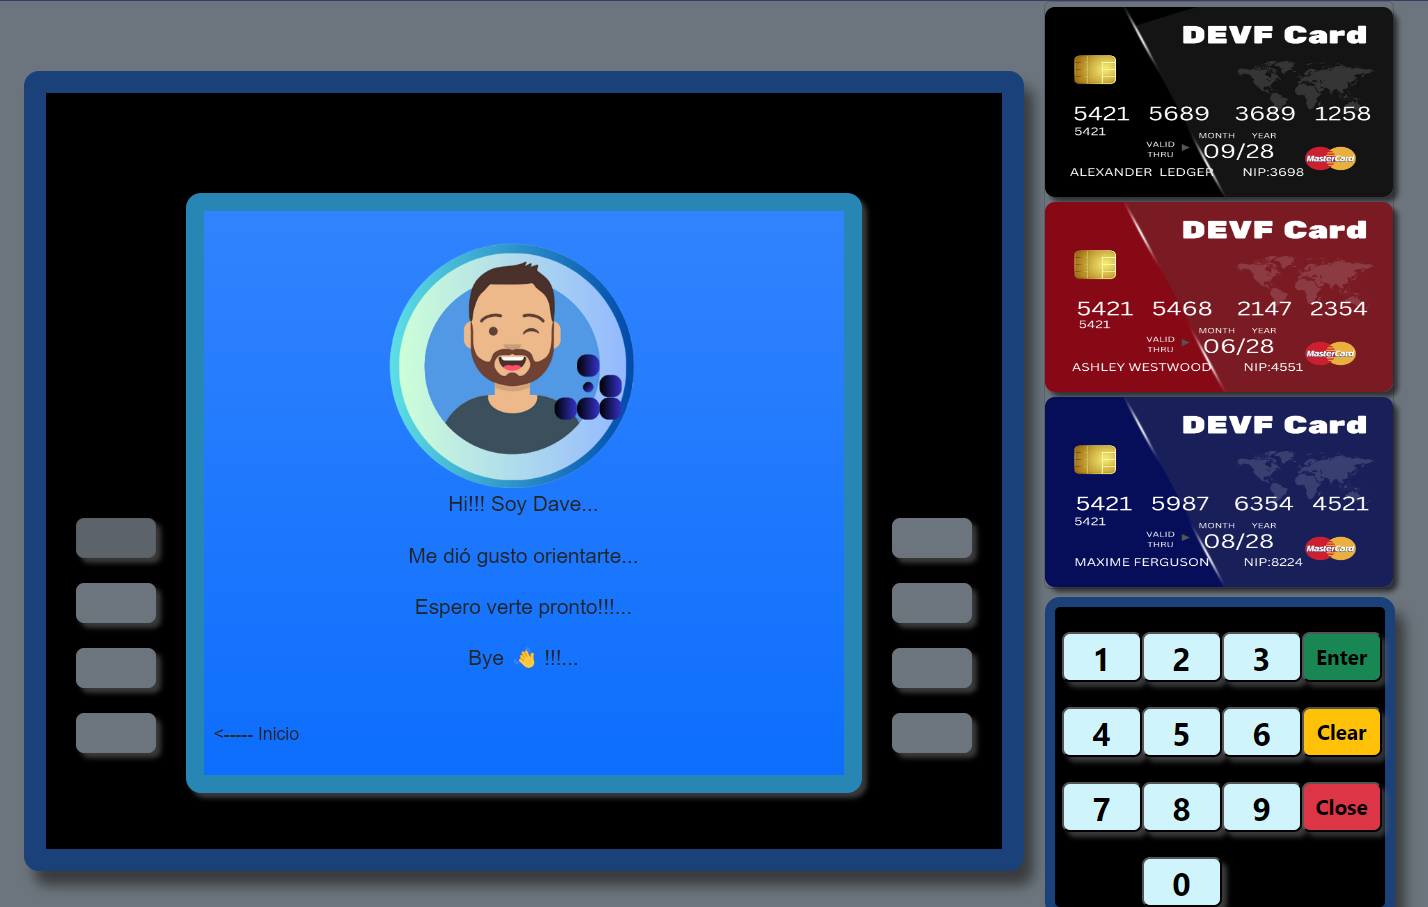 Hi!!! Soy Dave...
Me dió gusto orientarte...
Espero verte pronto!!!...
Bye 👋 !!!...
<----- Inicio
DEVF Card
5421 5689 3689 1258
5421
MONTH YEAR
VALID THRU
09/28
MasterCard
ALEXANDER LEDGER NIP:3698
DEVF Card
5421 5468 2147 2354
5421
MONTH YEAR
VALID THRU
06/28
MasterCard
ASHLEY WESTWOOD NIP:4551
DEVF Card
5421 5987 6354 4521
5421
MONTH YEAR
VALID THRU
08/28
MasterCard
MAXIME FERGUSON NIP:8224
1 2 3 Enter
4 5 6 Clear
7 8 9 Close
0